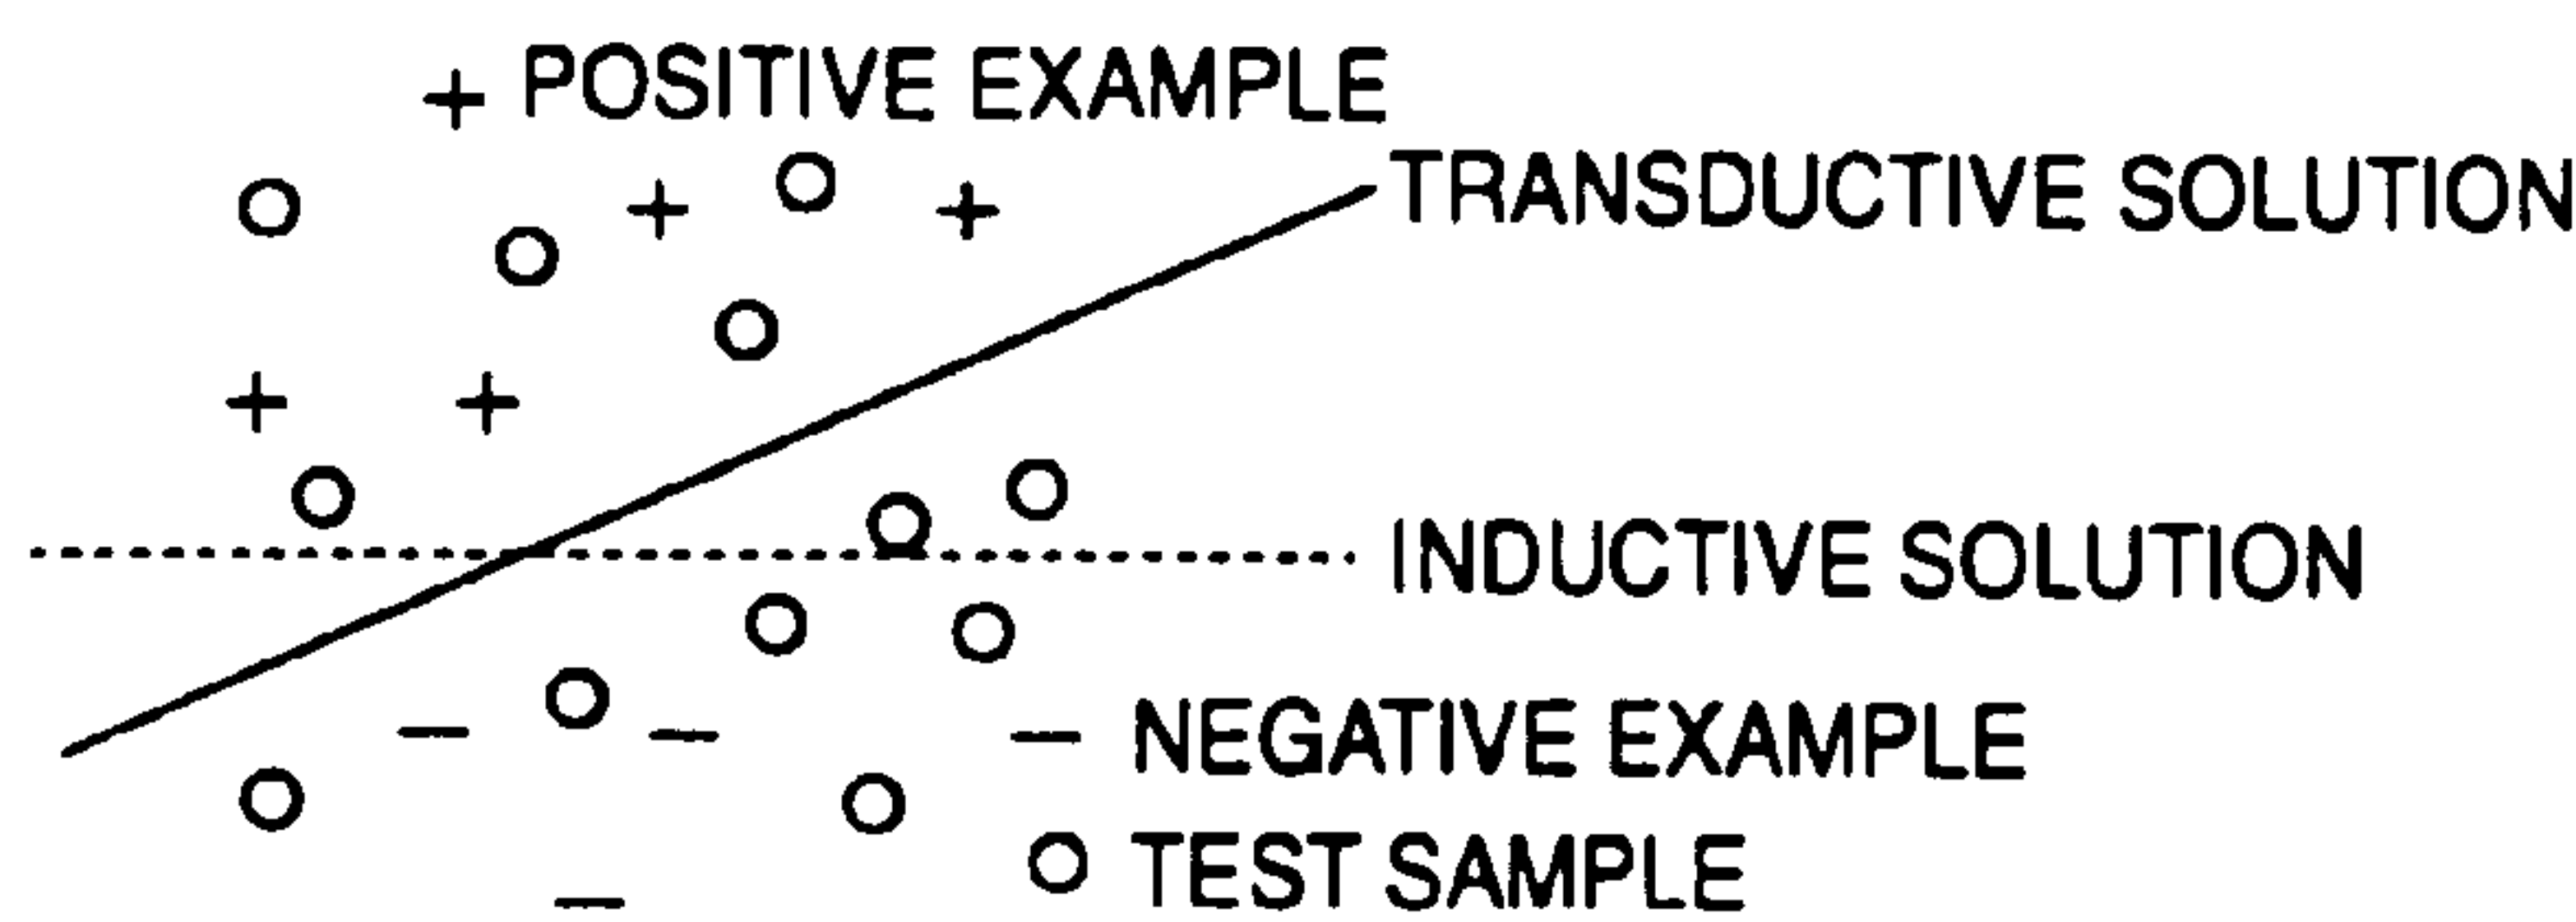 + POSITIVE EXAMPLE
TRANSDUCTIVE SOLUTION
INDUCTIVE SOLUTION
— NEGATIVE EXAMPLE
O TEST SAMPLE